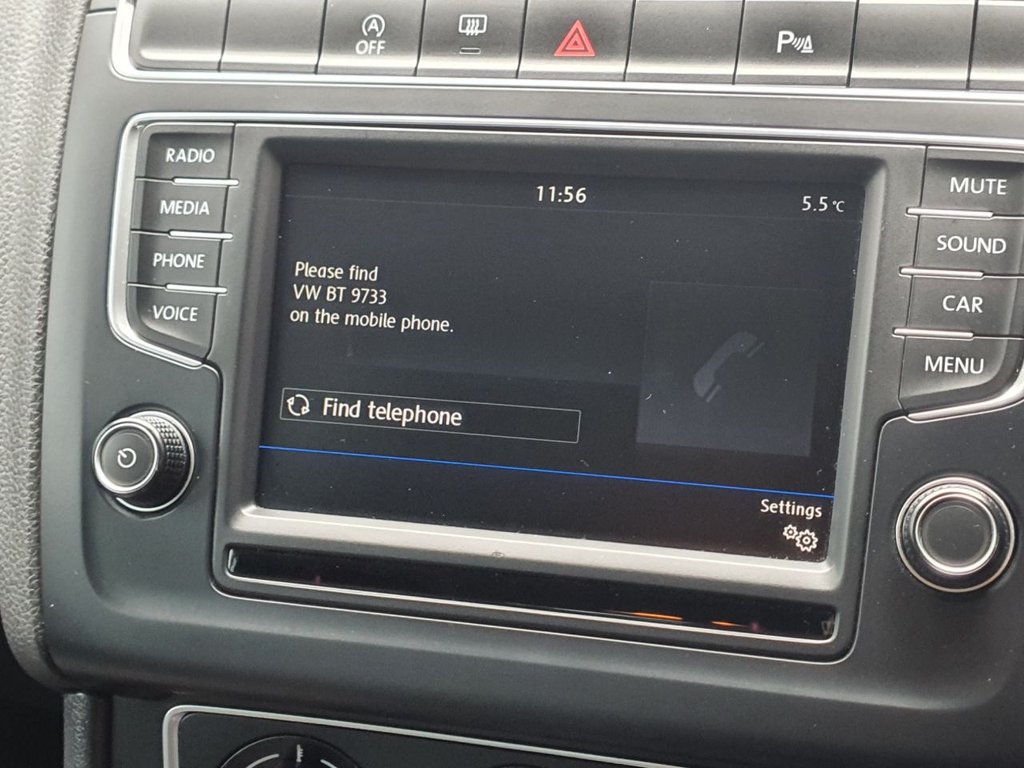 OFF
P
RADIO
MEDIA
PHONE
VOICE
11:56
5.5 °C
Please find
VW BT 9733
on the mobile phone.
Find telephone
Settings
MUTE
SOUND
CAR
MENU